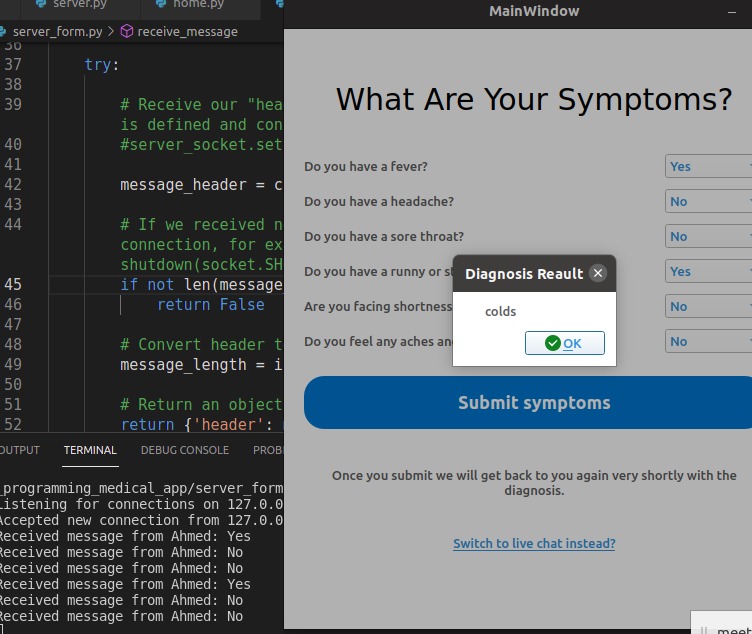 server.py
home.py
server_form.py > receive_message
MainWindow
36
37 try:
38
39 # Receive our "hea
is defined and con
40 #server_socket.set
41
42 message_header = c
43
44 # If we received n
connection, for ex
shutdown(socket.SH
45 if not len(message
46 return False
47
48 # Convert header t
49 message_length = i
50
51 # Return an object
52 return {'header':
OUTPUT TERMINAL DEBUG CONSOLE PROB
_programming_medical_app/server_form
Listening for connections on 127.0.0
Accepted new connection from 127.0.0
Received message from Ahmed: Yes
Received message from Ahmed: No
Received message from Ahmed: No
Received message from Ahmed: Yes
Received message from Ahmed: No
Received message from Ahmed: No
What Are Your Symptoms?
Do you have a fever? Yes
Do you have a headache? No
Do you have a sore throat? No
Do you have a runny or st Yes
Are you facing shortness No
Do you feel any aches an No
Diagnosis Reault
colds
OK
Submit symptoms
Once you submit we will get back to you again very shortly with the
diagnosis.
Switch to live chat instead?
meet